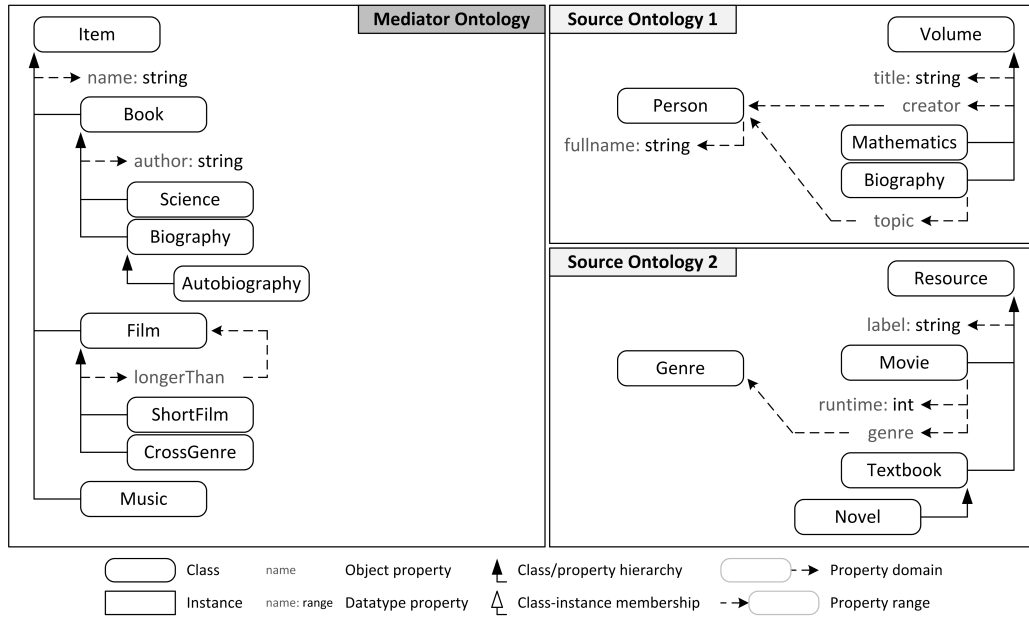 Mediator Ontology
Item
name: string
Book
author: string
Science
Biography
Autobiography
Film
longerThan
ShortFilm
CrossGenre
Music
Source Ontology 1
Volume
title: string
Person
creator
fullname: string
Mathematics
Biography
topic
Source Ontology 2
Resource
label: string
Genre
Movie
runtime: int
genre
Textbook
Novel
Class
name
Object property
Class/property hierarchy
Property domain
Instance
name: range
Datatype property
Class-instance membership
Property range